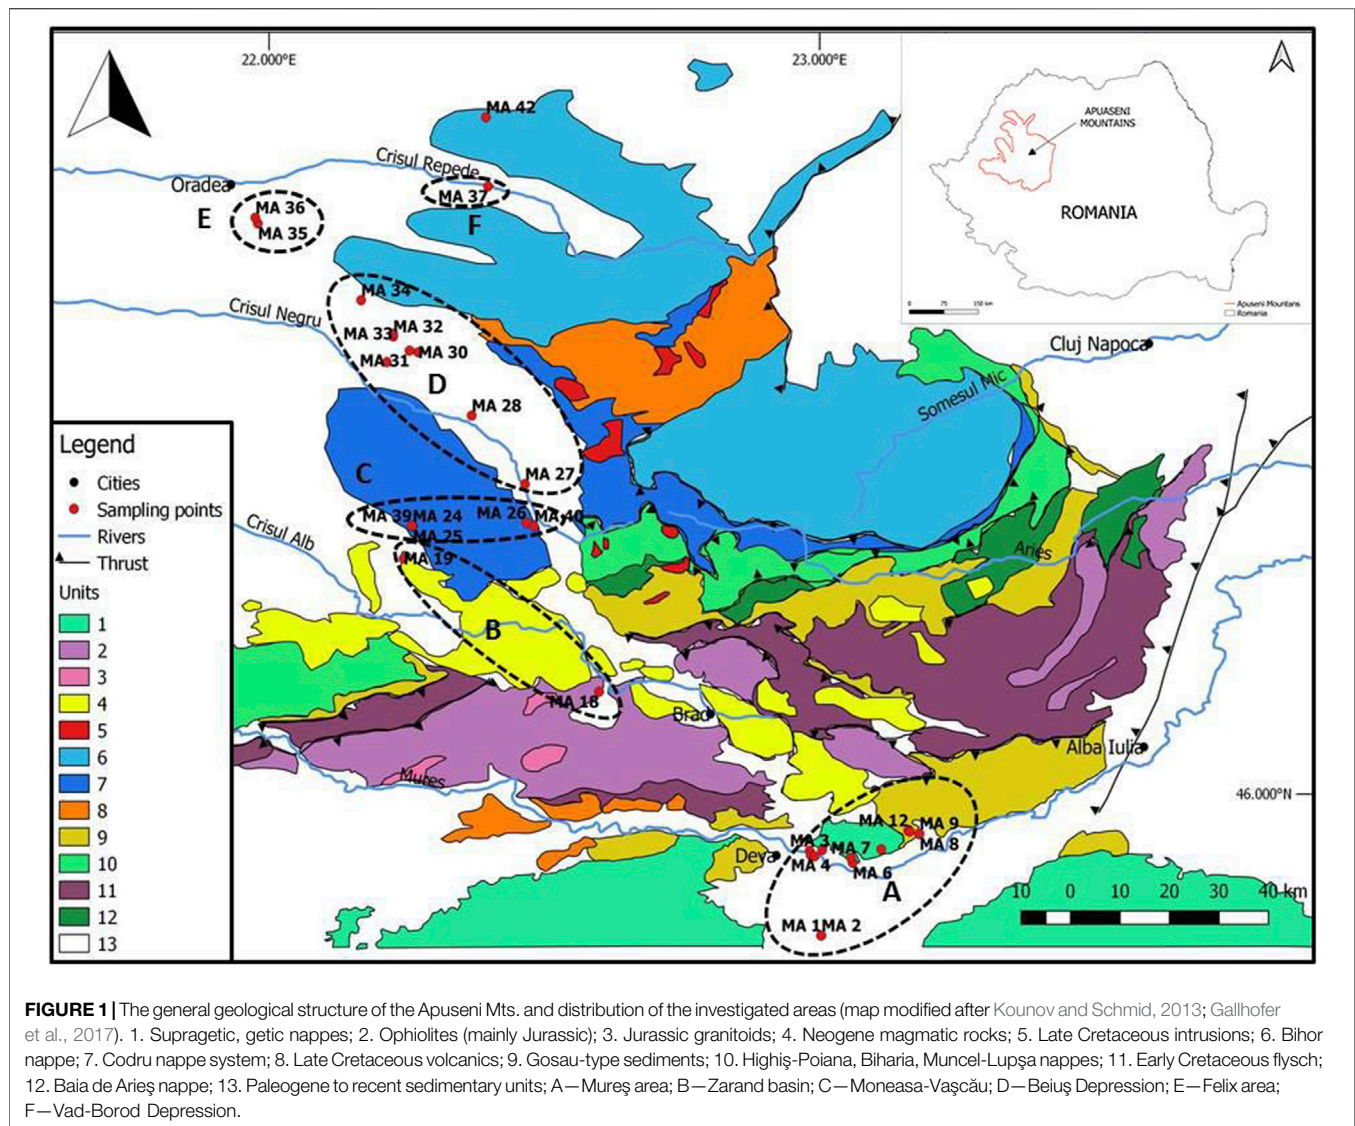 22.000°E
23.000°E
MA 42
Crisul Repede
Oradea
MA 37
F
MA 36
E
MA 35
APUASENI
MOUNTAINS
ROMANIA
0 75 150 km
Apuseni Mountans
Romania
MA 34
Crisul Negru
MA 32
MA 33
MA 30
MA 31
D
MA 28
Cluj Napoca
Somesul Mic
MA 27
C
MA 39 MA 24
MA 26 MA 40
MA 25
MA 19
Crisul Alb
Aries
B
MA 18
Brad
Mures
Alba Iulia
46.000°N
MA 12 MA 9
MA 8
MA 3 MA 7
MA 4 MA 6
Deva
A
MA 1 MA 2
10 0 10 20 30 40 km
Legend
Cities
Sampling points
Rivers
Thrust
Units
1
2
3
4
5
6
7
8
9
10
11
12
13
FIGURE 1 | The general geological structure of the Apuseni Mts. and distribution of the investigated areas (map modified after Kounov and Schmid, 2013; Gallhofer
et al., 2017). 1. Supragetic, getic nappes; 2. Ophiolites (mainly Jurassic); 3. Jurassic granitoids; 4. Neogene magmatic rocks; 5. Late Cretaceous intrusions; 6. Bihor
nappe; 7. Codru nappe system; 8. Late Cretaceous volcanics; 9. Gosau-type sediments; 10. Highiş-Poiana, Biharia, Muncel-Lupşa nappes; 11. Early Cretaceous flysch;
12. Baia de Arieş nappe; 13. Paleogene to recent sedimentary units; A—Mureş area; B—Zarand basin; C—Moneasa-Vaşcău; D—Beiuş Depression; E—Felix area;
F—Vad-Borod Depression.